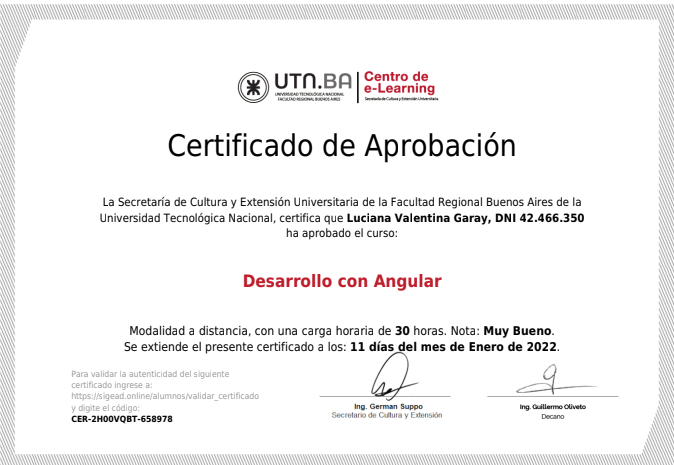 UTN.BA
UNIVERSIDAD TECNOLÓGICA NACIONAL
FACULTAD REGIONAL BUENOS AIRES
Centro de
e-Learning
Secretaría de Cultura y Extensión Universitaria
Certificado de Aprobación
La Secretaría de Cultura y Extensión Universitaria de la Facultad Regional Buenos Aires de la
Universidad Tecnológica Nacional, certifica que Luciana Valentina Garay, DNI 42.466.350
ha aprobado el curso:
Desarrollo con Angular
Modalidad a distancia, con una carga horaria de 30 horas. Nota: Muy Bueno.
Se extiende el presente certificado a los: 11 días del mes de Enero de 2022.
Para validar la autenticidad del siguiente
certificado ingrese a:
https://sigead.online/alumnos/validar_certificado
y digite el código:
CER-2H00VQBT-658978
Ing. German Suppo
Secretario de Cultura y Extensión
Ing. Guillermo Oliveto
Decano